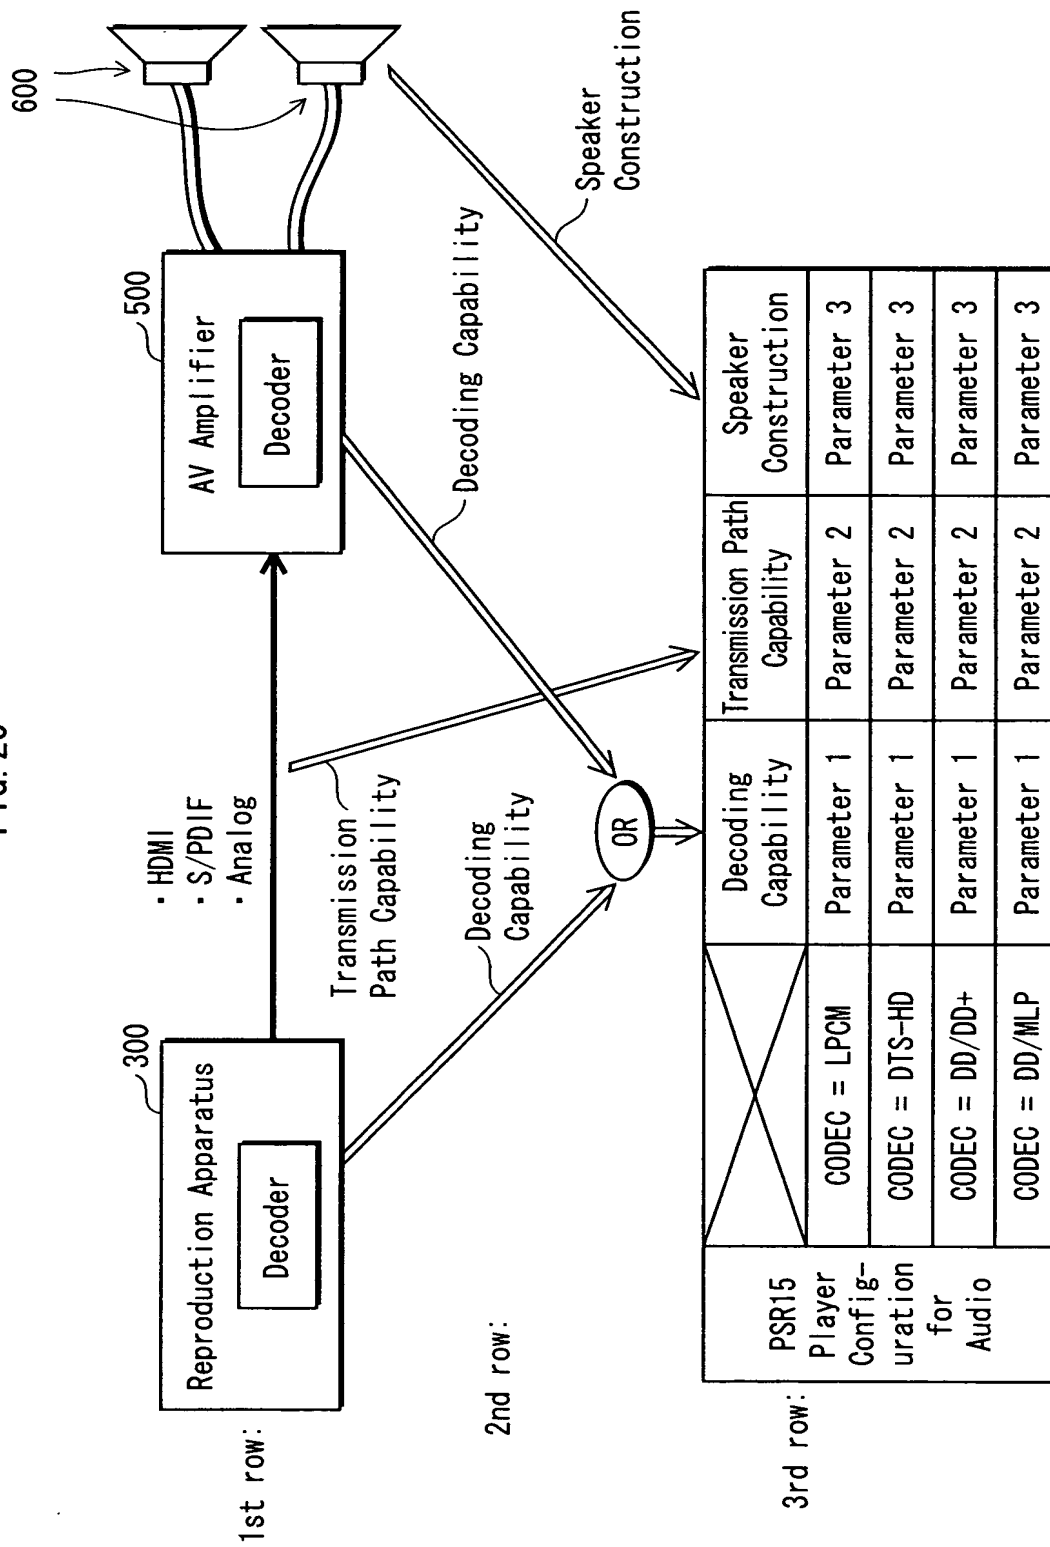 600
1st row:
300
Reproduction Apparatus
Decoder
・HDMI
・S/PDIF
・Analog
500
AV Amplifier
Decoder
2nd row:
Transmission
Path Capability
Decoding
Capability
Decoding Capability
Speaker
Construction
OR
3rd row:
PSR15
Player
Config-
uration
for
Audio
Decoding
Capability
Transmission Path
Capability
Speaker
Construction
CODEC = LPCM Parameter 1 Parameter 2 Parameter 3
CODEC = DTS-HD Parameter 1 Parameter 2 Parameter 3
CODEC = DD/DD+ Parameter 1 Parameter 2 Parameter 3
CODEC = DD/MLP Parameter 1 Parameter 2 Parameter 3